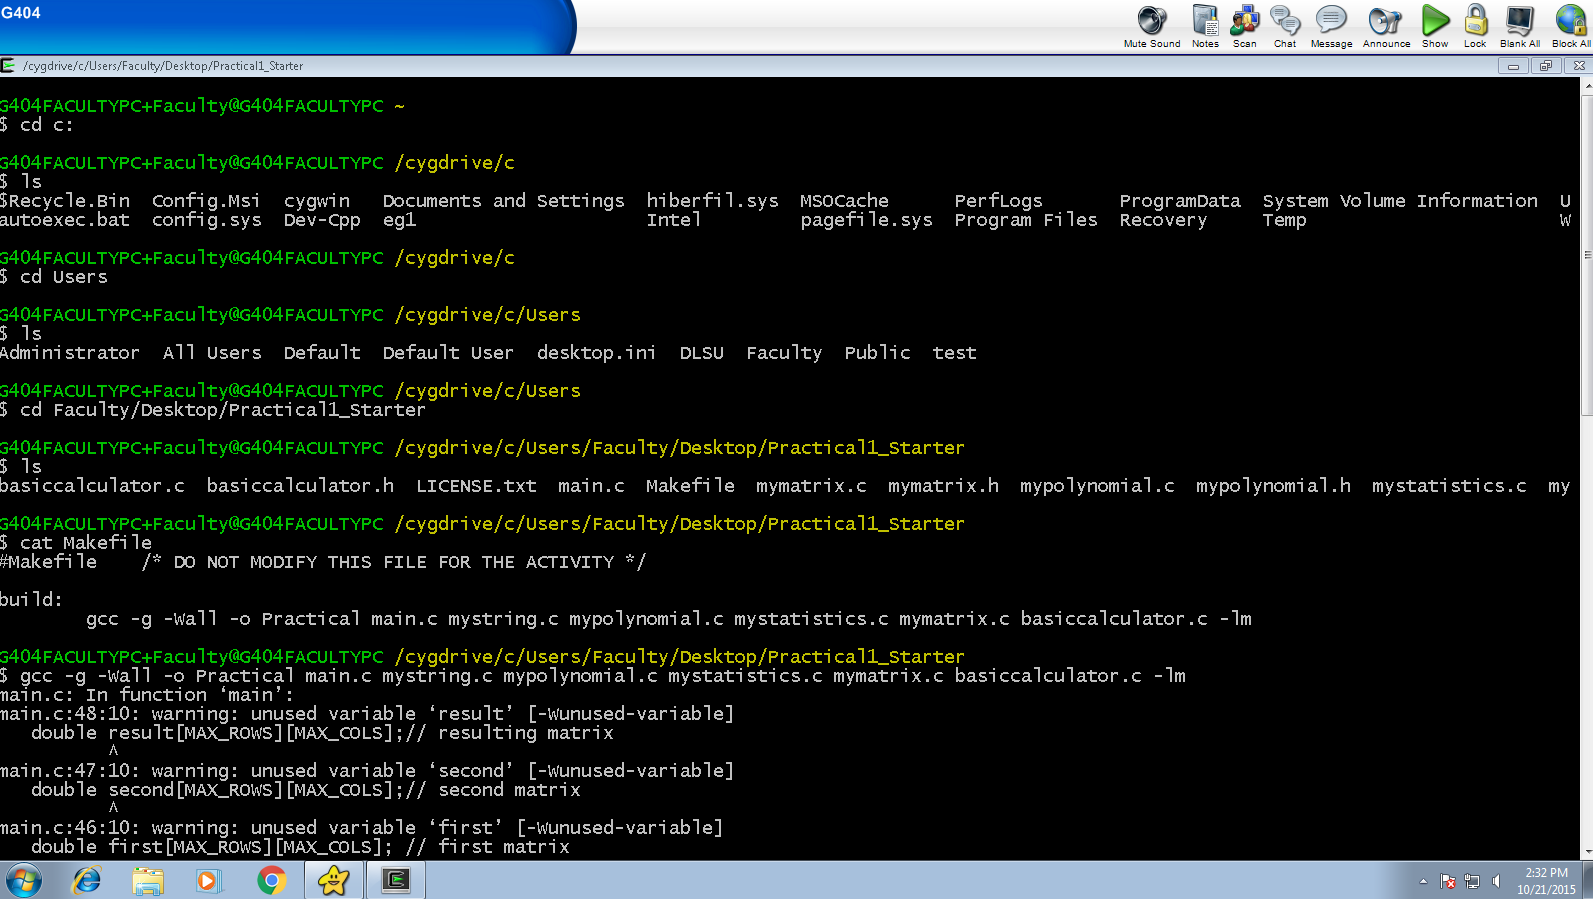 G404
Mute Sound Notes Scan Chat Message Announce Show Lock Blank All Block All
/cygdrive/c/Users/Faculty/Desktop/Practical1_Starter
G404FACULTYPC+Faculty@G404FACULTYPC ~
$ cd c:
G404FACULTYPC+Faculty@G404FACULTYPC /cygdrive/c
$ ls
$Recycle.Bin Config.Msi cygwin Documents and Settings hiberfil.sys MSOCache PerfLogs ProgramData System Volume Information U
autoexec.bat config.sys Dev-Cpp eg1 Intel pagefile.sys Program Files Recovery Temp W
G404FACULTYPC+Faculty@G404FACULTYPC /cygdrive/c
$ cd Users
G404FACULTYPC+Faculty@G404FACULTYPC /cygdrive/c/Users
$ ls
Administrator All Users Default Default User desktop.ini DLSU Faculty Public test
G404FACULTYPC+Faculty@G404FACULTYPC /cygdrive/c/Users
$ cd Faculty/Desktop/Practical1_Starter
G404FACULTYPC+Faculty@G404FACULTYPC /cygdrive/c/Users/Faculty/Desktop/Practical1_Starter
$ ls
basiccalculator.c basiccalculator.h LICENSE.txt main.c Makefile mymatrix.c mymatrix.h mypolynomial.c mypolynomial.h mystatistics.c my
G404FACULTYPC+Faculty@G404FACULTYPC /cygdrive/c/Users/Faculty/Desktop/Practical1_Starter
$ cat Makefile
#Makefile /* DO NOT MODIFY THIS FILE FOR THE ACTIVITY */
build:
gcc -g -Wall -o Practical main.c mystring.c mypolynomial.c mystatistics.c mymatrix.c basiccalculator.c -lm
G404FACULTYPC+Faculty@G404FACULTYPC /cygdrive/c/Users/Faculty/Desktop/Practical1_Starter
$ gcc -g -Wall -o Practical main.c mystring.c mypolynomial.c mystatistics.c mymatrix.c basiccalculator.c -lm
main.c: In function ‘main’:
main.c:48:10: warning: unused variable ‘result’ [-Wunused-variable]
double result[MAX_ROWS][MAX_COLS];// resulting matrix
^
main.c:47:10: warning: unused variable ‘second’ [-Wunused-variable]
double second[MAX_ROWS][MAX_COLS];// second matrix
^
main.c:46:10: warning: unused variable ‘first’ [-Wunused-variable]
double first[MAX_ROWS][MAX_COLS]; // first matrix
2:32 PM
10/21/2015